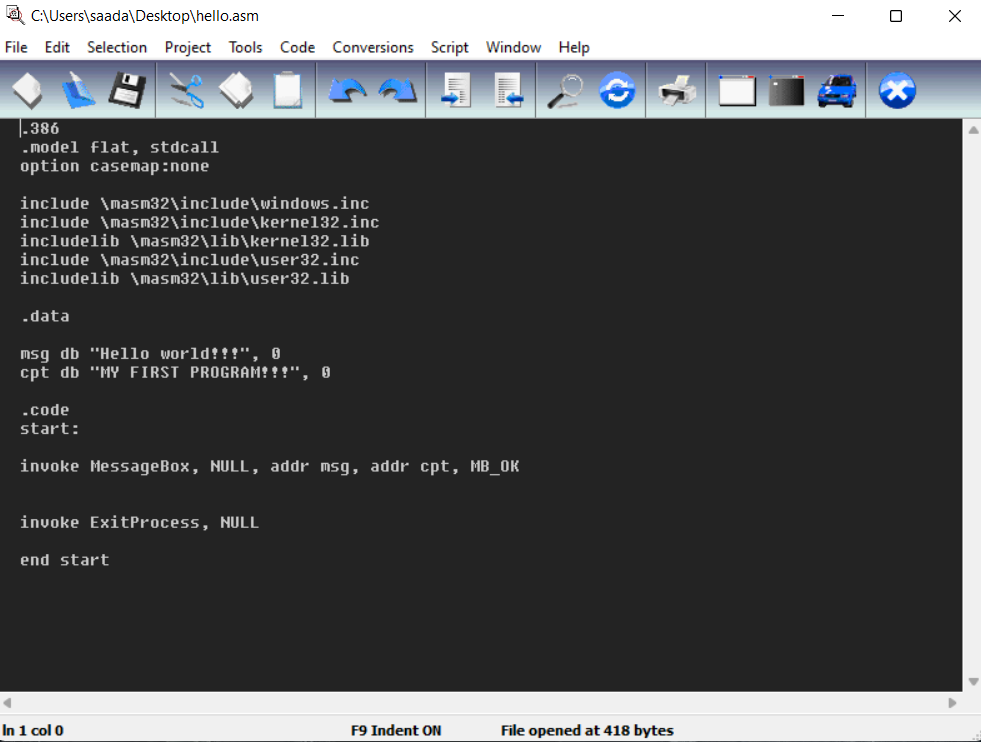 C:\Users\saada\Desktop\hello.asm
File Edit Selection Project Tools Code Conversions Script Window Help
.386
.model flat, stdcall
option casemap:none
include \masm32\include\windows.inc
include \masm32\include\kernel32.inc
includelib \masm32\lib\kernel32.lib
include \masm32\include\user32.inc
includelib \masm32\lib\user32.lib
.data
msg db "Hello world!!!", 0
cpt db "MY FIRST PROGRAM!!!", 0
.code
start:
invoke MessageBox, NULL, addr msg, addr cpt, MB_OK
invoke ExitProcess, NULL
end start
ln 1 col 0 F9 Indent ON File opened at 418 bytes